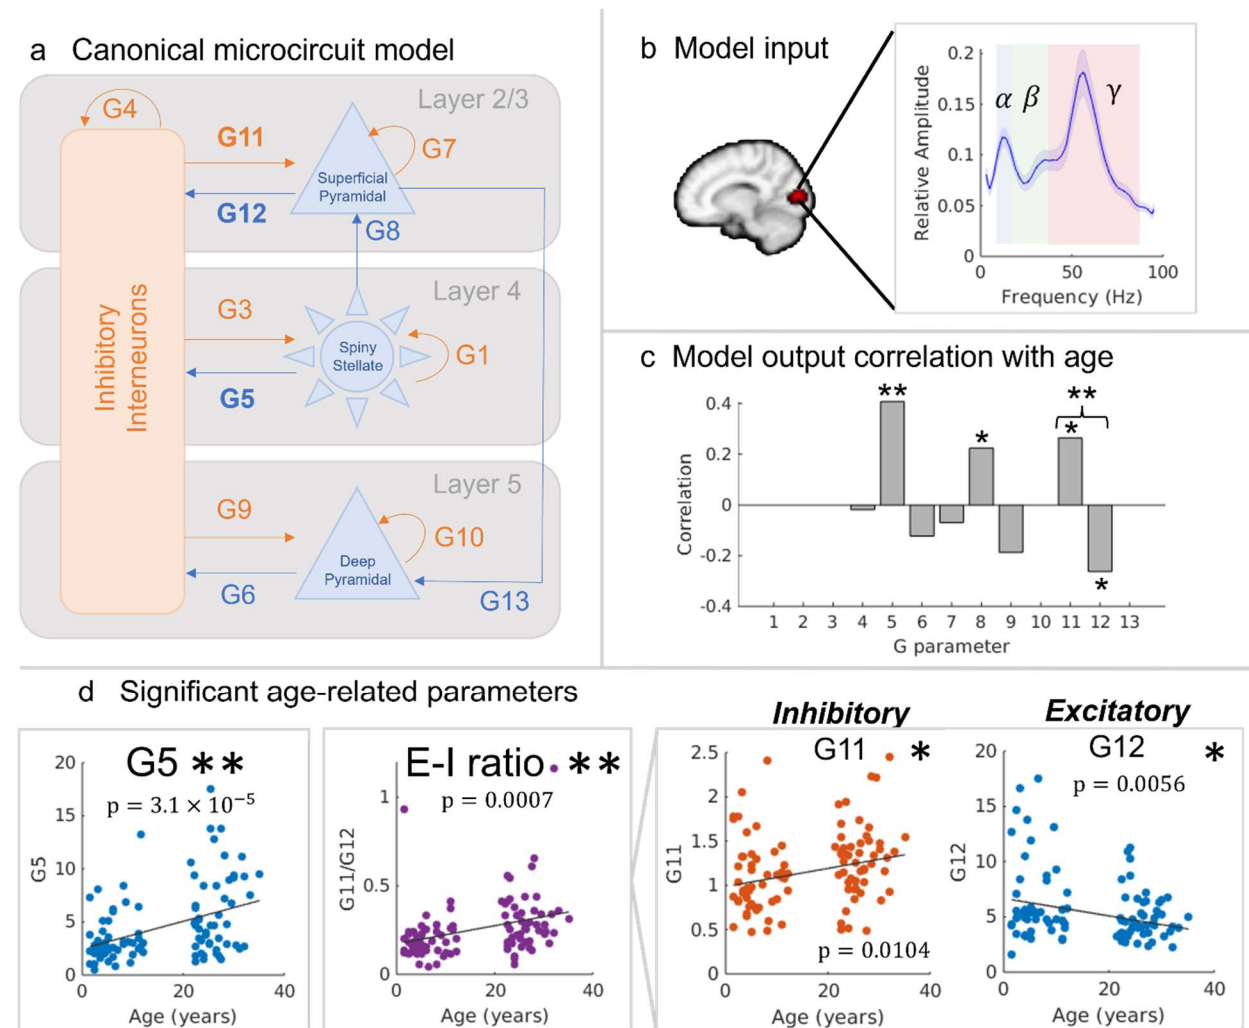 a Canonical microcircuit model
Layer 2/3
G4
G11
G7
Superficial
Pyramidal
G12
G8
Layer 4
Inhibitory
Interneurons
G3
Spiny
Stellate
G1
G5
Layer 5
G9
G10
Deep
Pyramidal
G6
G13
b Model input
0.2
0.15
0.1
0.05
0
α β γ
Relative Amplitude
0 50 100
Frequency (Hz)
c Model output correlation with age
0.4
0.2
0
-0.2
-0.4
** * * ** *
Correlation
1 2 3 4 5 6 7 8 9 10 11 12 13
G parameter
d Significant age-related parameters
G5 **
p = 3.1 × 10⁻⁵
20
15
10
5
0
G5
0 20 40
Age (years)
E-I ratio **
p = 0.0007
1
0.5
0
G11/G12
0 20 40
Age (years)
Inhibitory
G11 *
2.5
2
1.5
1
0.5
0
G11
p = 0.0104
0 20 40
Age (years)
Excitatory
G12 *
p = 0.0056
20
15
10
5
0
G12
0 20 40
Age (years)